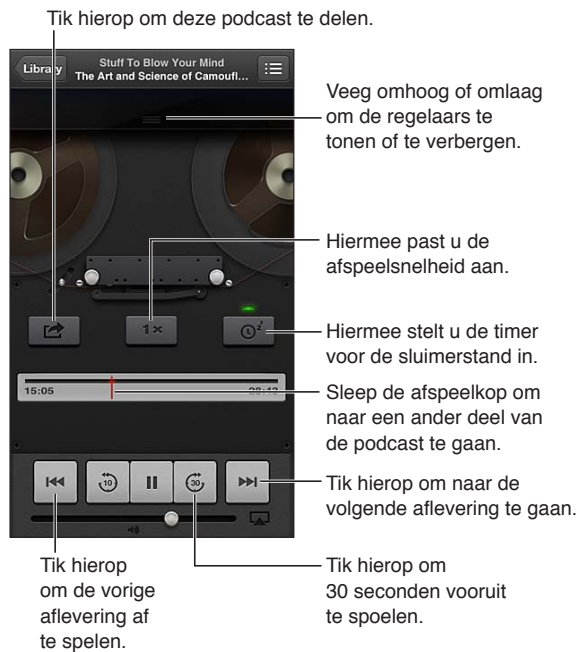 Tik hierop om deze podcast te delen.
Library
Stuff To Blow Your Mind
The Art and Science of Camoufl...
Veeg omhoog of omlaag
om de regelaars te
tonen of te verbergen.
Hiermee past u de
afspeelsnelheid aan.
1×
z
Hiermee stelt u de timer
voor de sluimerstand in.
15:05
Sleep de afspeelkop om
naar een ander deel van
de podcast te gaan.
10
30
Tik hierop om naar de
volgende aflevering te gaan.
Tik hierop
om de vorige
aflevering af
te spelen.
Tik hierop om
30 seconden vooruit
te spoelen.